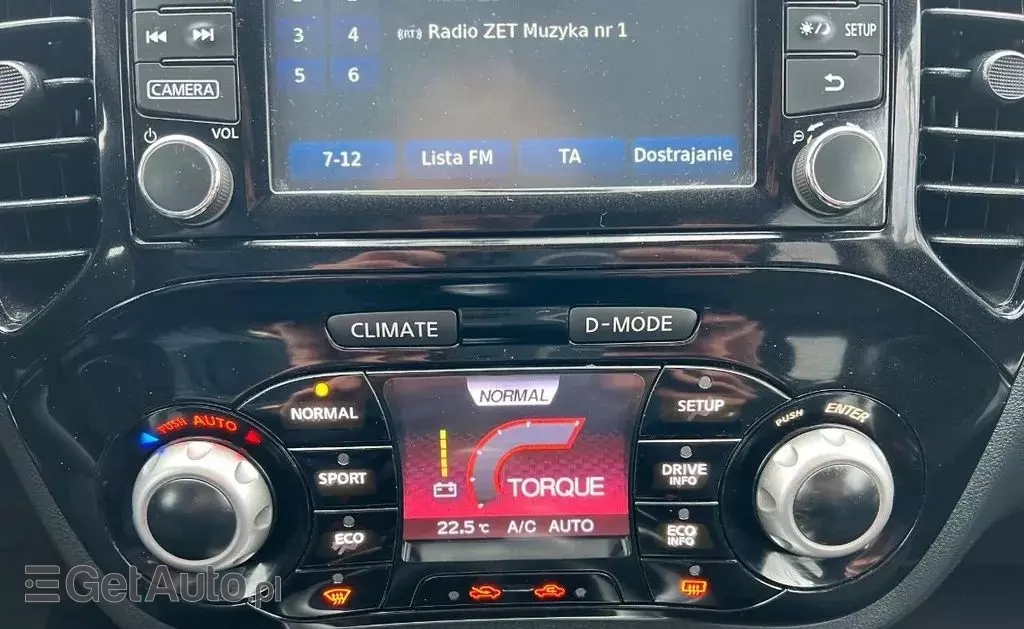 3 4
RT Radio ZET Muzyka nr 1
SETUP
5 6
CAMERA
VOL
7-12 Lista FM TA Dostrajanie
CLIMATE
D-MODE
NORMAL
NORMAL
SETUP
PUSH AUTO
PUSH ENTER
SPORT
DRIVE
INFO
TORQUE
ECO
ECO
INFO
22.5 °C A/C AUTO
GetAuto.pl